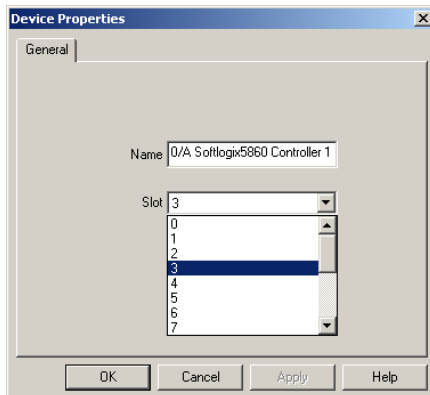 Device Properties
General
Name 0/A Softlogix5860 Controller 1
Slot 3
0
1
2
3
4
5
6
7
OK Cancel Apply Help